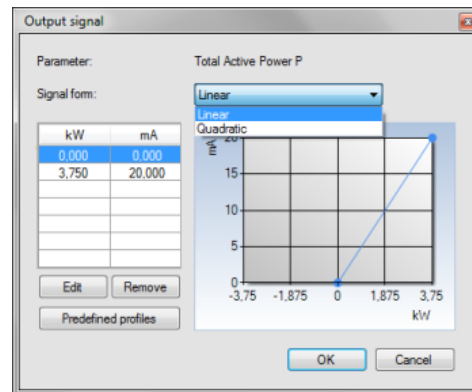 Output signal
Parameter: Total Active Power P
Signal form: Linear
Linear
Quadratic
kW mA
0,000 0,000
3,750 20,000
mA
20
15
10
5
0
-3,75 -1,875 0 1,875 3,75
kW
Edit Remove
Predefined profiles
OK Cancel